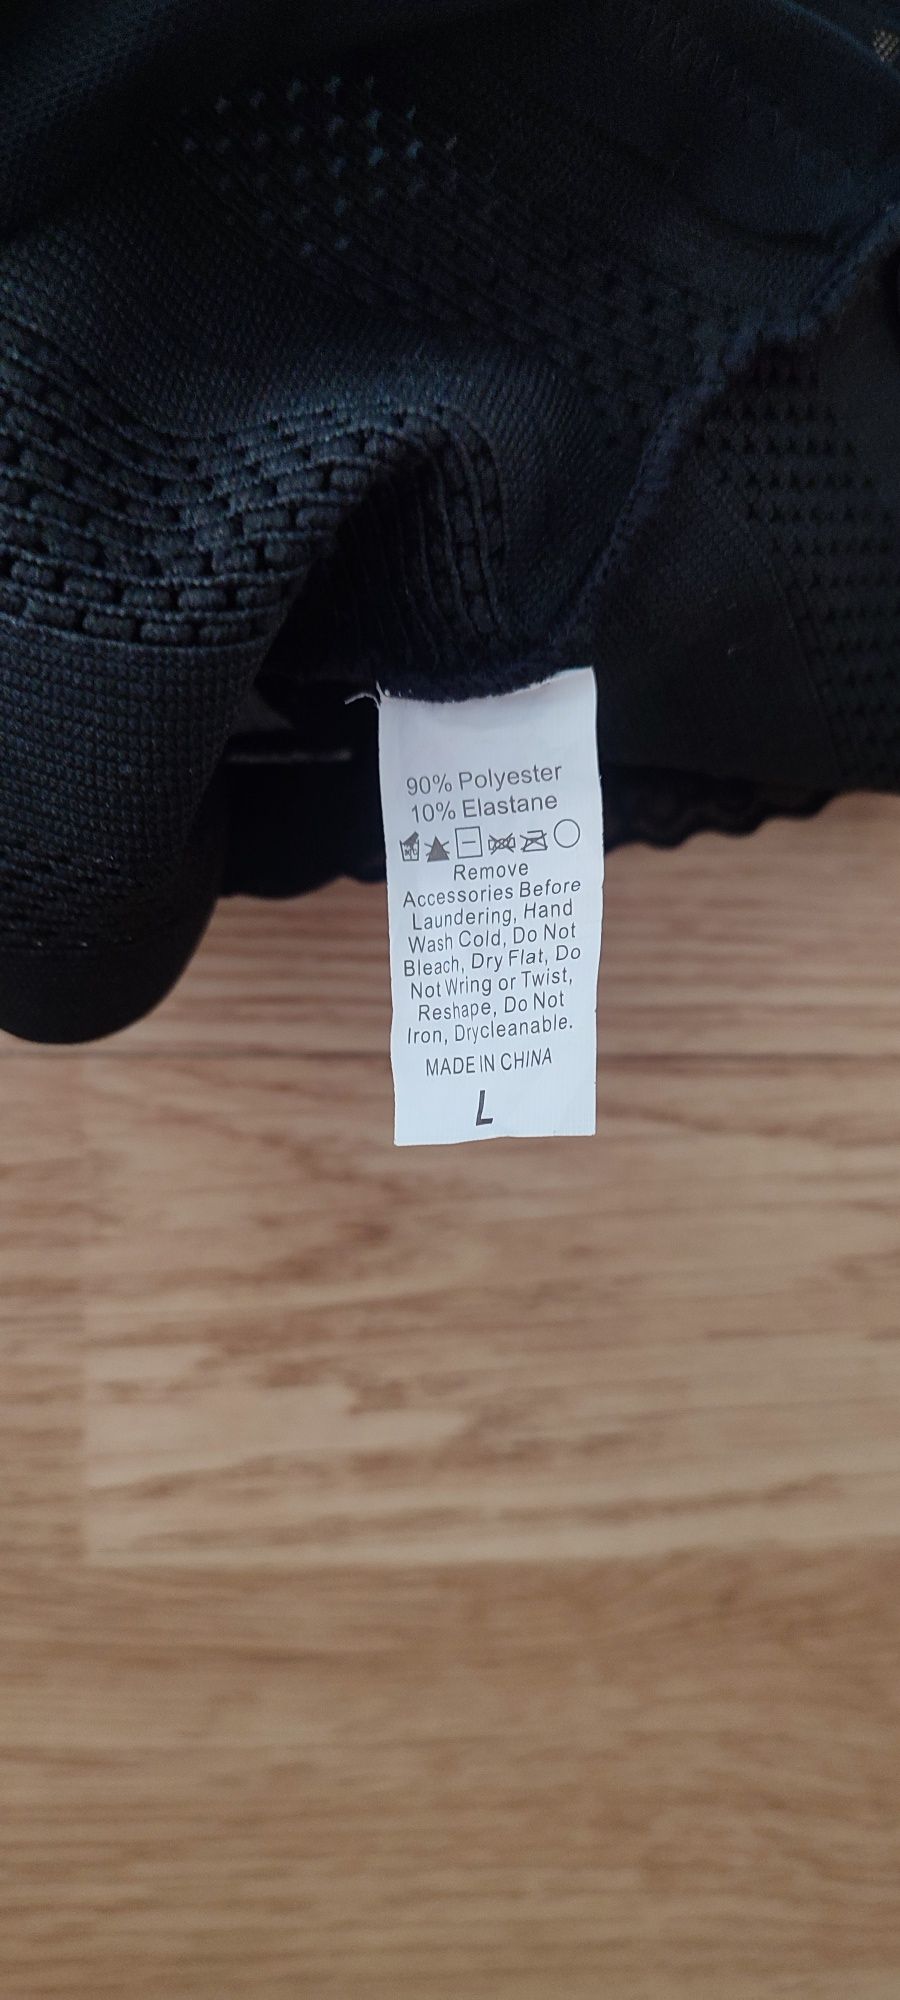 90% Polyester
10% Elastane
Remove
Accessories Before
Laundering, Hand
Wash Cold, Do Not
Bleach, Dry Flat, Do
Not Wring or Twist,
Reshape, Do Not
Iron, Drycleanable.
MADE IN CHINA
L